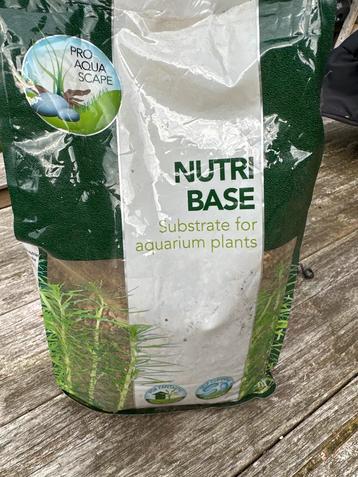 PRO
AQUA
SCAPE
NUTRI
BASE
Substrate for
aquarium plants